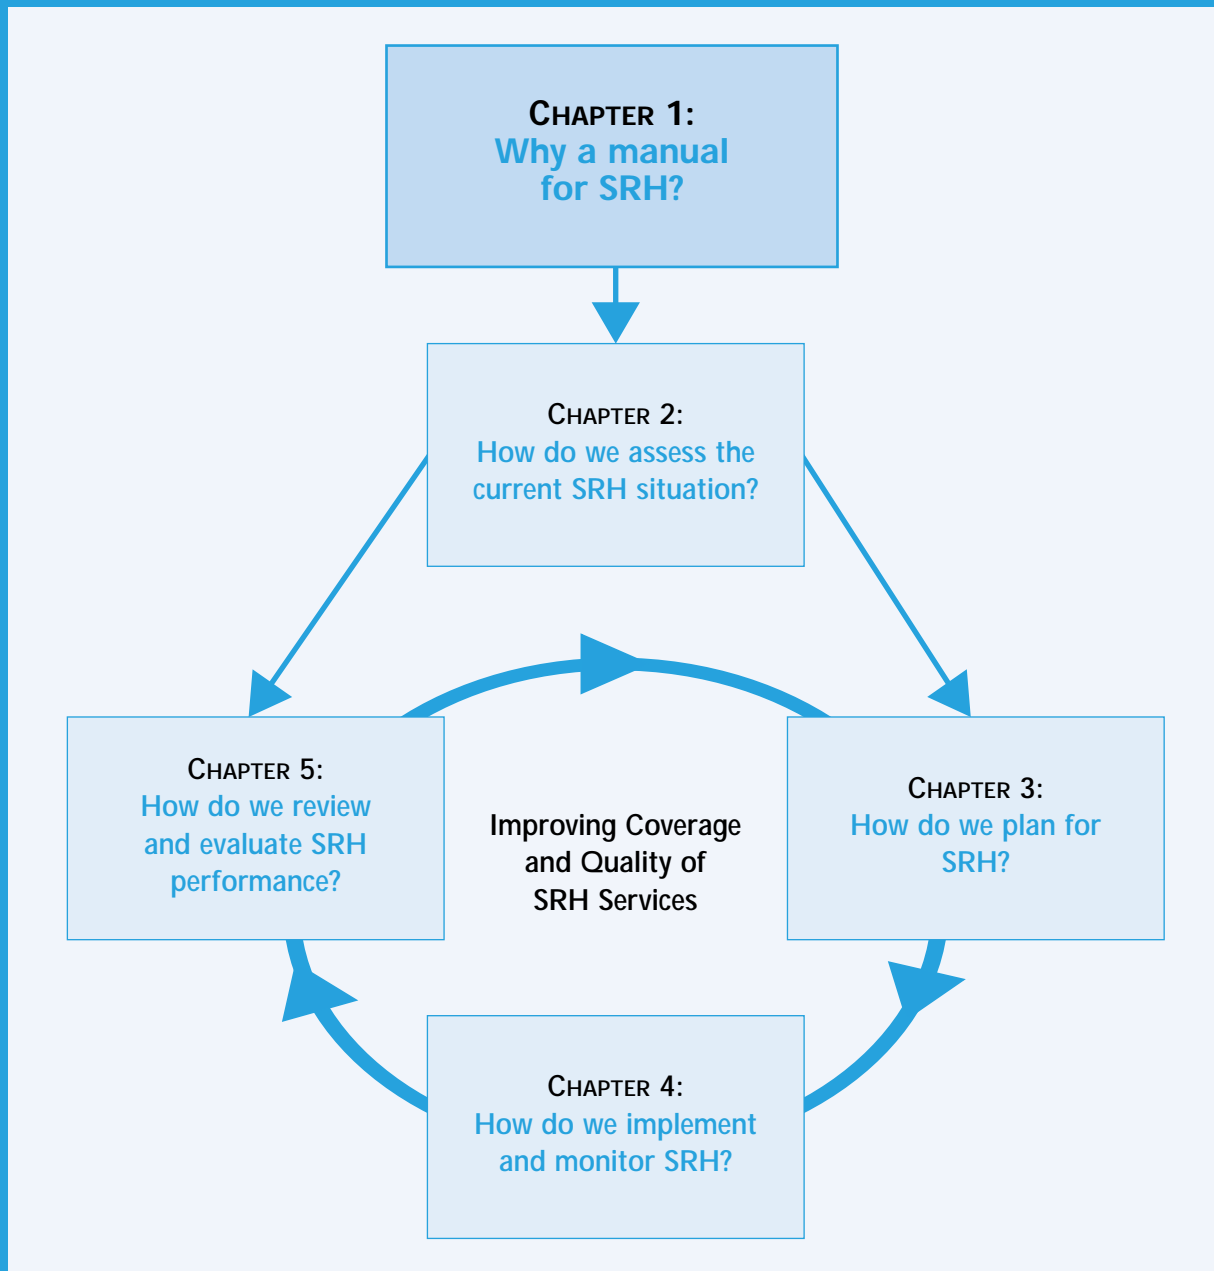 CHAPTER 1:
Why a manual
for SRH?
CHAPTER 2:
How do we assess the
current SRH situation?
CHAPTER 5:
How do we review
and evaluate SRH
performance?
Improving Coverage
and Quality of
SRH Services
CHAPTER 3:
How do we plan for
SRH?
CHAPTER 4:
How do we implement
and monitor SRH?